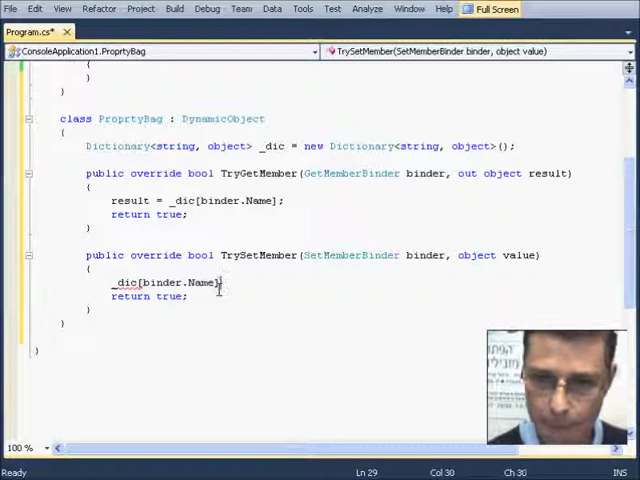 File Edit View Refactor Project Build Debug Team Data Tools Test Analyze Window Help Full Screen
Program.cs*
ConsoleApplication1.ProprtyBag TrySetMember(SetMemberBinder binder, object value)
{
}
}
class ProprtyBag : DynamicObject
{
Dictionary<string, object> _dic = new Dictionary<string, object>();
public override bool TryGetMember(GetMemberBinder binder, out object result)
{
result = _dic[binder.Name];
return true;
}
public override bool TrySetMember(SetMemberBinder binder, object value)
{
_dic[binder.Name]
return true;
}
}
}
100 %
Ready Ln 29 Col 30 Ch 30 INS